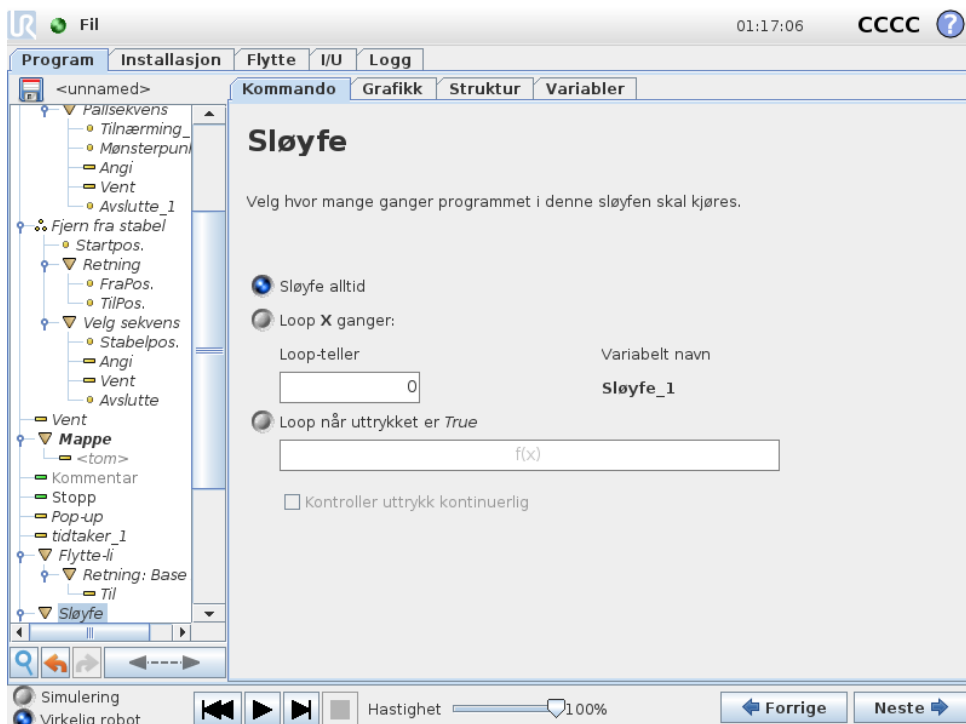 UR Fil 01:17:06 CCCC ?
Program Installasjon Flytte I/U Logg
<unnamed>
Kommando Grafikk Struktur Variabler
Pallsekvens
Tilnærming_
Mønsterpunl
Angi
Vent
Avslutte_1
Fjern fra stabel
Startpos.
Retning
FraPos.
TilPos.
Velg sekvens
Stabelpos.
Angi
Vent
Avslutte
Vent
Mappe
<tom>
Kommentar
Stopp
Pop-up
tidtaker_1
Flytte-li
Retning: Base
Til
Sløyfe
Sløyfe
Velg hvor mange ganger programmet i denne sløyfen skal kjøres.
Sløyfe alltid
Loop X ganger:
Loop-teller Variabelt navn
0 Sløyfe_1
Loop når uttrykket er True
f(x)
Kontroller uttrykk kontinuerlig
Simulering
Virkelig robot
Hastighet 100%
Forrige Neste